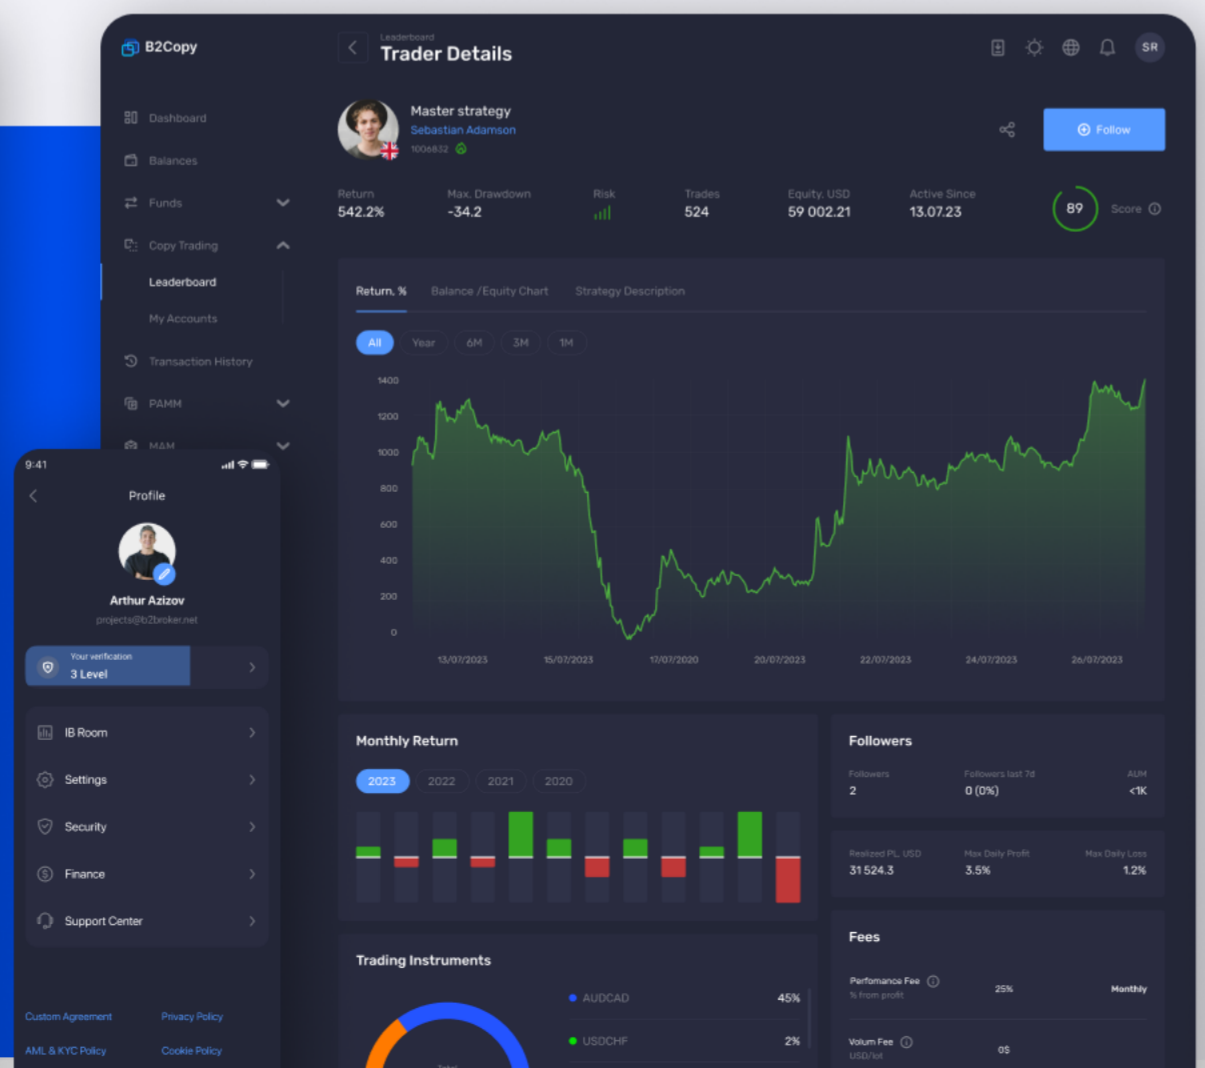 B2Copy
Leaderboard
Trader Details
SR
Dashboard
Balances
Funds
Copy Trading
Leaderboard
My Accounts
Transaction History
PAMM
MAM
Master strategy
Sebastian Adamson
1006832
Follow
Return
542.2%
Max. Drawdown
-34.2
Risk
Trades
524
Equity, USD
59 002.21
Active Since
13.07.23
89
Score
Return, %
Balance /Equity Chart
Strategy Description
All
Year
6M
3M
1M
1400
1200
1000
800
600
400
200
0
13/07/2023
15/07/2023
17/07/2020
20/07/2023
22/07/2023
24/07/2023
26/07/2023
Monthly Return
2023
2022
2021
2020
Followers
Followers
2
Followers last 7d
0 (0%)
AUM
<1K
Realized PL, USD
31 524.3
Max Daily Profit
3.5%
Max Daily Loss
1.2%
Trading Instruments
AUDCAD
45%
USDCHF
2%
Total
Fees
Perfomance Fee
% from profit
25%
Monthly
Volum Fee
USD/lot
0$
9:41
Profile
Arthur Azizov
projects@b2broker.net
Your verification
3 Level
IB Room
Settings
Security
Finance
Support Center
Custom Agreement
Privacy Policy
AML & KYC Policy
Cookie Policy